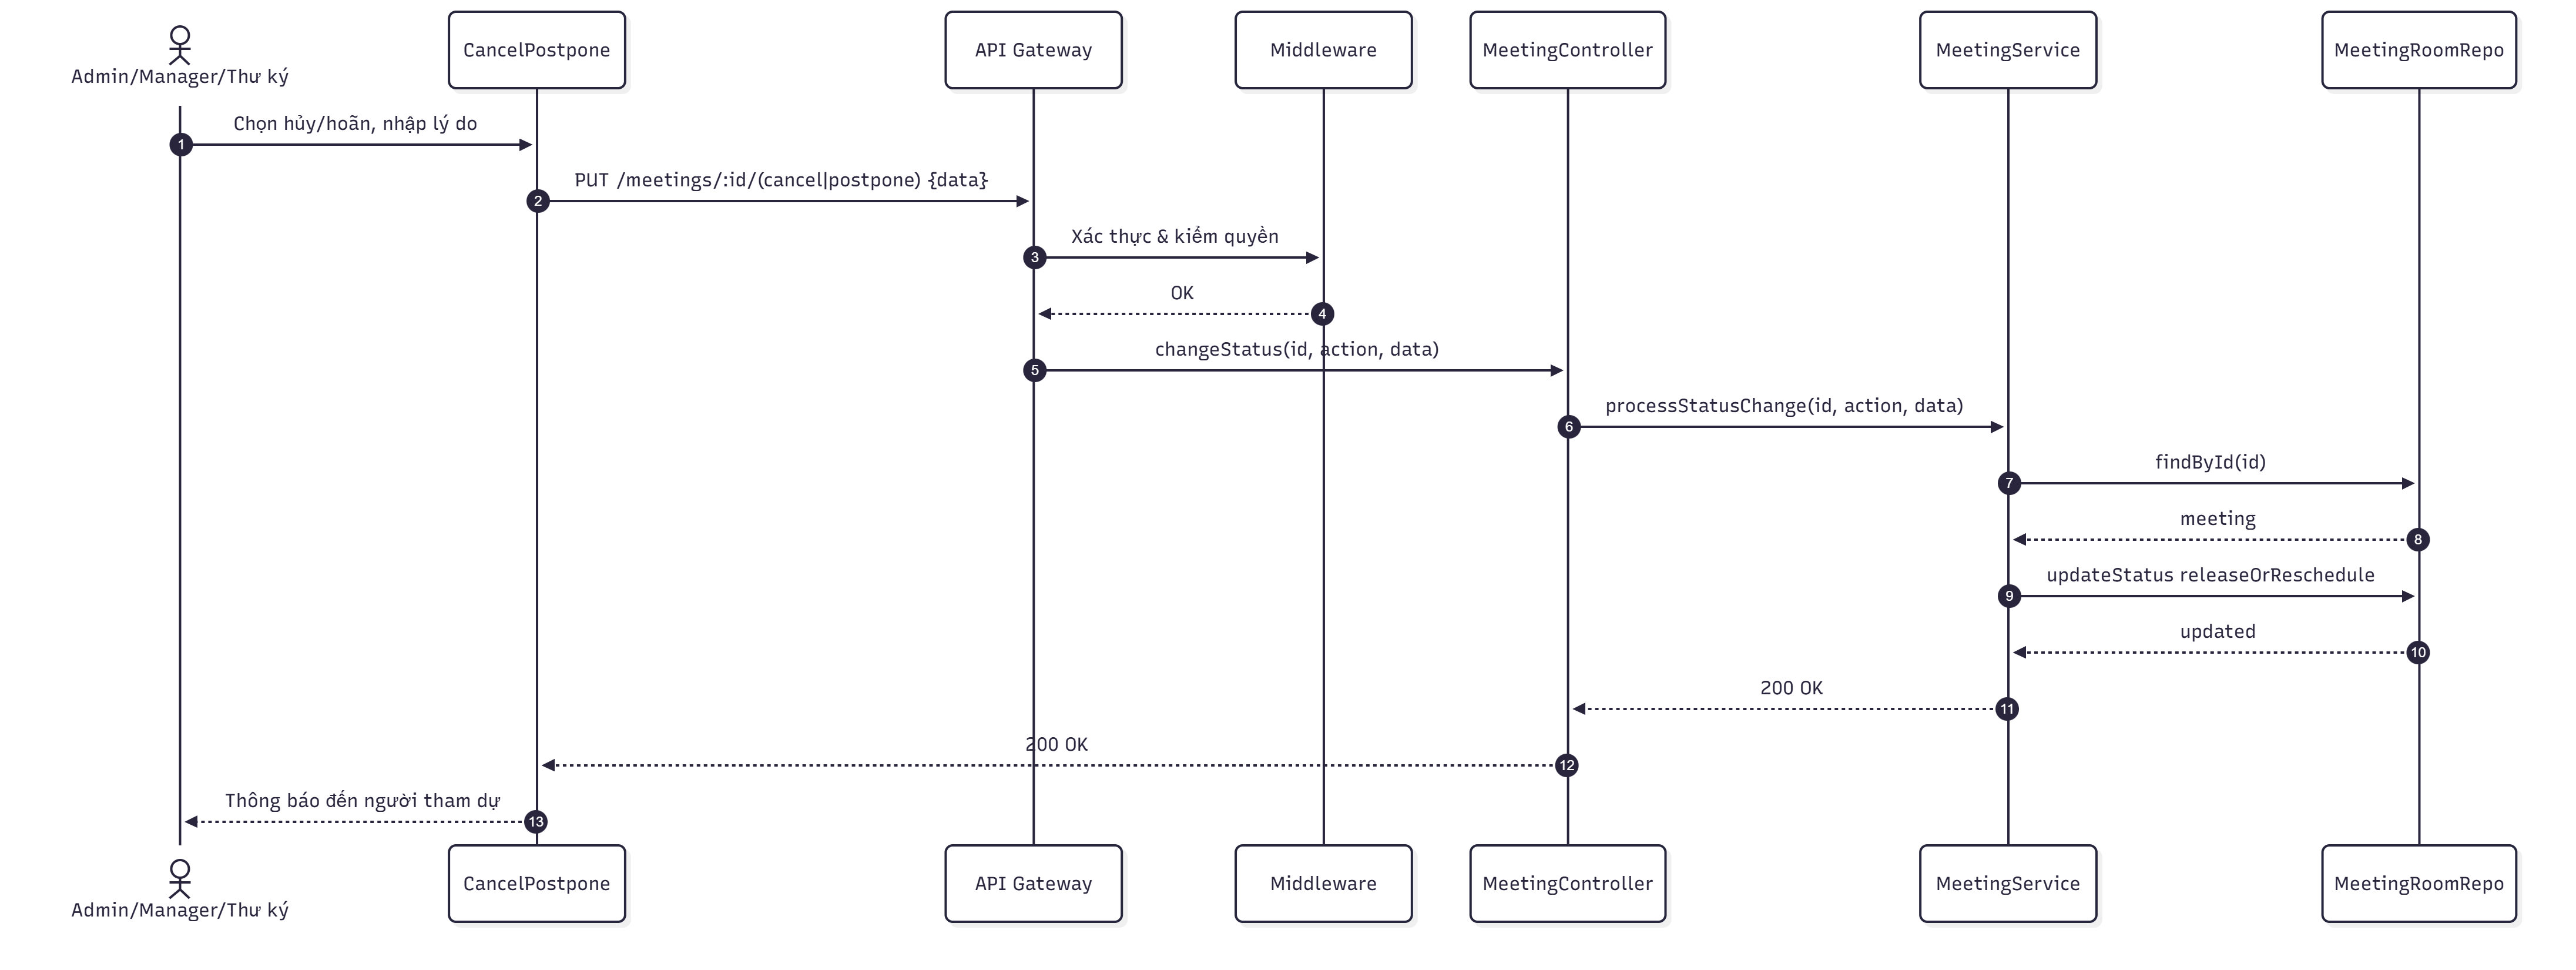 Admin/Manager/Thư ký
CancelPostpone
API Gateway
Middleware
MeetingController
MeetingService
MeetingRoomRepo
Chọn hủy/hoãn, nhập lý do
1
PUT /meetings/:id/(cancel|postpone) {data}
2
Xác thực & kiểm quyền
3
OK
4
changeStatus(id, action, data)
5
processStatusChange(id, action, data)
6
findById(id)
7
meeting
8
updateStatus releaseOrReschedule
9
updated
10
200 OK
11
200 OK
12
Thông báo đến người tham dự
13
Admin/Manager/Thư ký
CancelPostpone
API Gateway
Middleware
MeetingController
MeetingService
MeetingRoomRepo